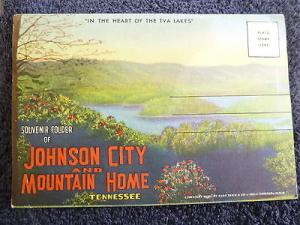 "IN THE HEART OF THE TVA LAKES"
PLACE
STAMP
HERE
SOUVENIR FOLDER
OF
JOHNSON CITY
AND
MOUNTAIN HOME
TENNESSEE